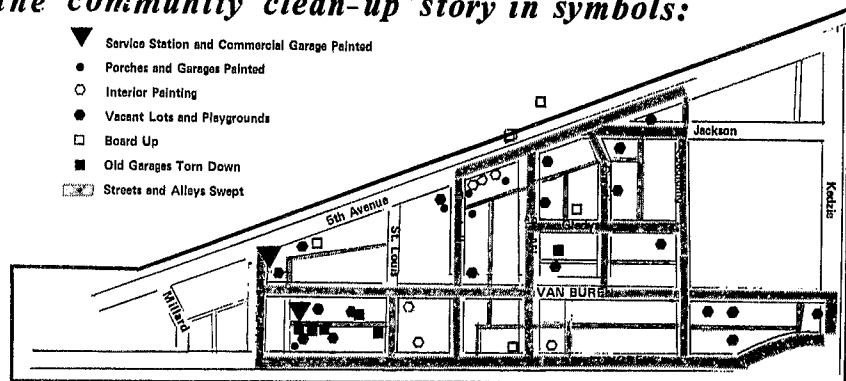 the community clean-up story in symbols:
Service Station and Commercial Garage Painted
Porches and Garages Painted
Interior Painting
Vacant Lots and Playgrounds
Board Up
Old Garages Torn Down
Streets and Alleys Swept
Jackson
Kedzie
5th Avenue
St. Louis
Gladys
VAN BURE
Millard